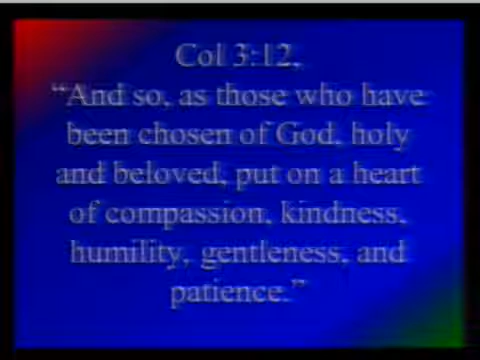 Col 3:12,
“And so, as those who have
been chosen of God, holy
and beloved, put on a heart
of compassion, kindness,
humility, gentleness, and
patience.”